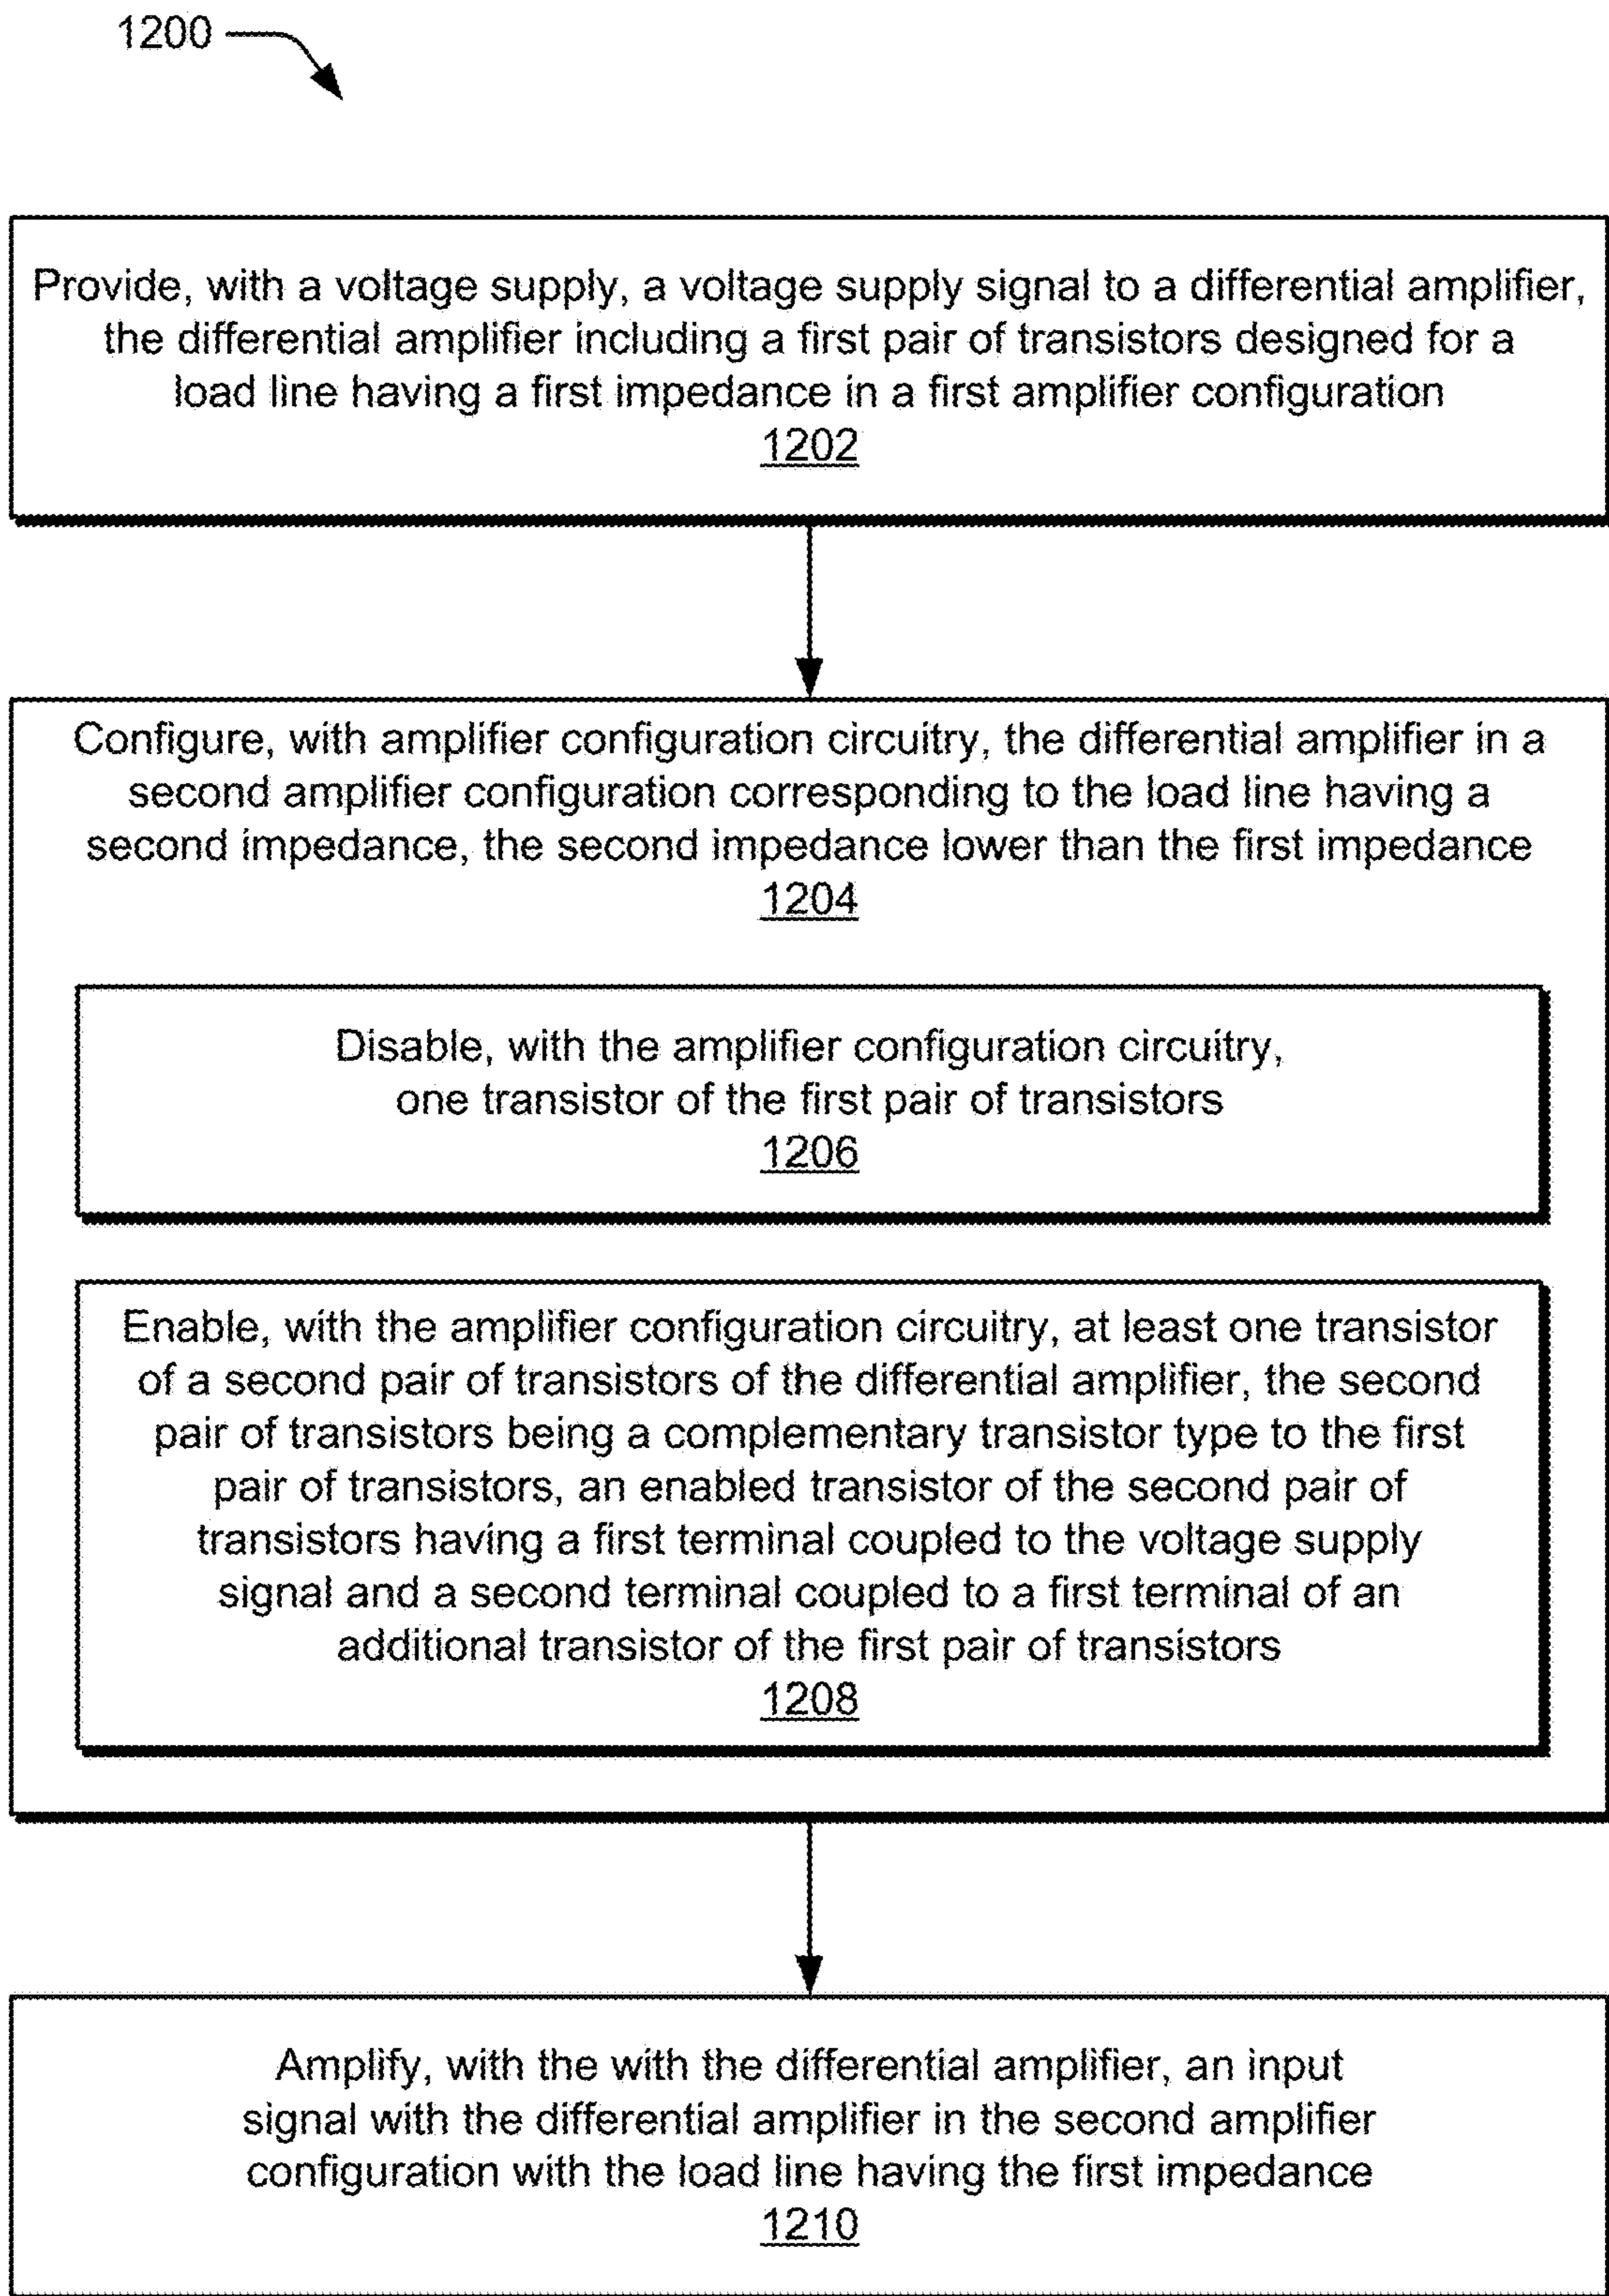 1200
Provide, with a voltage supply, a voltage supply signal to a differential amplifier,
the differential amplifier including a first pair of transistors designed for a
load line having a first impedance in a first amplifier configuration
1202
Configure, with amplifier configuration circuitry, the differential amplifier in a
second amplifier configuration corresponding to the load line having a
second impedance, the second impedance lower than the first impedance
1204
Disable, with the amplifier configuration circuitry,
one transistor of the first pair of transistors
1206
Enable, with the amplifier configuration circuitry, at least one transistor
of a second pair of transistors of the differential amplifier, the second
pair of transistors being a complementary transistor type to the first
pair of transistors, an enabled transistor of the second pair of
transistors having a first terminal coupled to the voltage supply
signal and a second terminal coupled to a first terminal of an
additional transistor of the first pair of transistors
1208
Amplify, with the with the differential amplifier, an input
signal with the differential amplifier in the second amplifier
configuration with the load line having the first impedance
1210